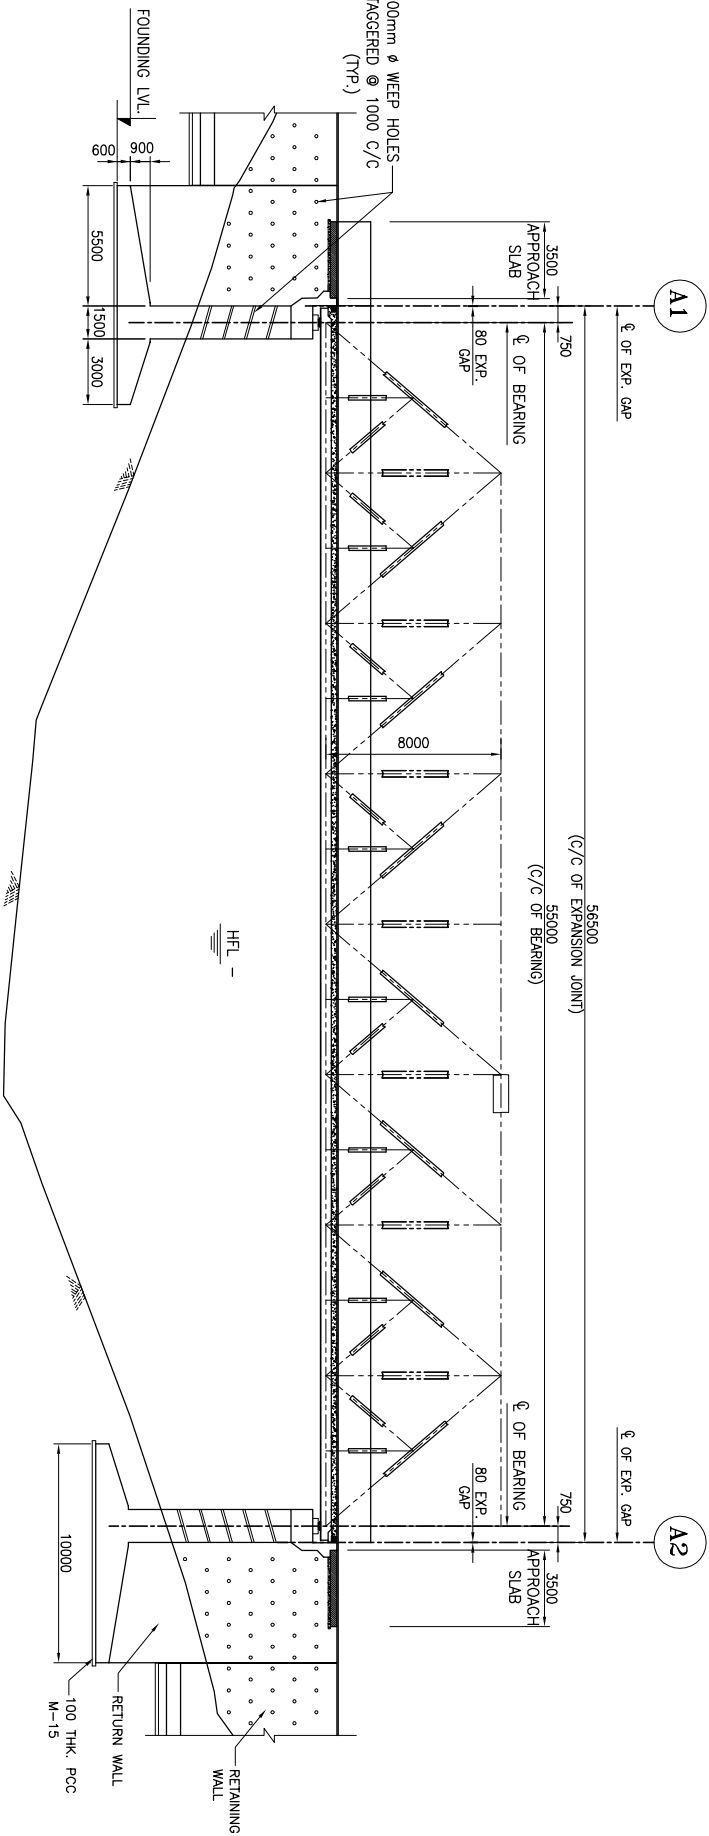 A1
A2
℄ OF EXP. GAP
℄ OF EXP. GAP
56500
(C/C OF EXPANSION JOINT)
750
55000
(C/C OF BEARING)
750
3500
APPROACH
SLAB
℄ OF BEARING
℄ OF BEARING
3500
APPROACH
SLAB
80 EXP.
GAP
80 EXP.
GAP
8000
00mm ø WEEP HOLES
TAGGERED @ 1000 C/C
(TYP.)
HFL -
FOUNDING LVL.
900
600
5500
1500
3000
10000
RETAINING
WALL
RETURN WALL
100 THK. PCC
M-15